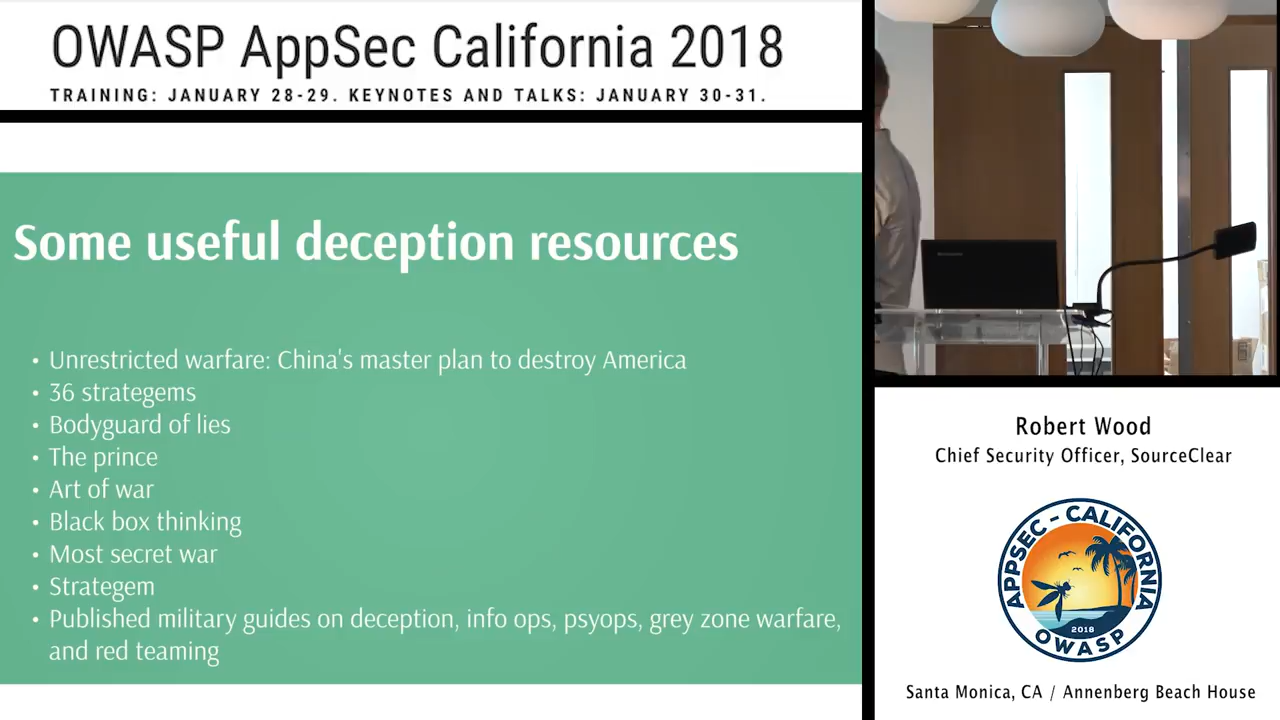 OWASP AppSec California 2018
TRAINING: JANUARY 28-29. KEYNOTES AND TALKS: JANUARY 30-31.
Some useful deception resources
• Unrestricted warfare: China's master plan to destroy America
• 36 strategems
• Bodyguard of lies
• The prince
• Art of war
• Black box thinking
• Most secret war
• Strategem
• Published military guides on deception, info ops, psyops, grey zone warfare,
and red teaming
Robert Wood
Chief Security Officer, SourceClear
APPSEC - CALIFORNIA
2018
OWASP
Santa Monica, CA / Annenberg Beach House